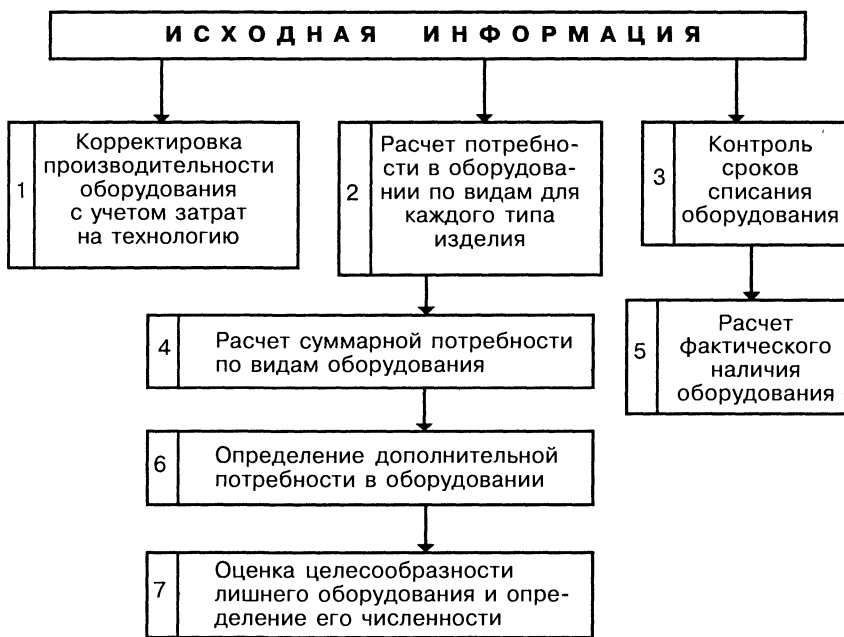 ИСХОДНАЯ ИНФОРМАЦИЯ
1
Корректировка
производительности
оборудования
с учетом затрат
на технологию
2
Расчет потребно-
сти в оборудова-
нии по видам для
каждого типа
изделия
3
Контроль
сроков
списания
оборудования
4
Расчет суммарной потребности
по видам оборудования
5
Расчет
фактического
наличия
оборудования
6
Определение дополнительной
потребности в оборудовании
7
Оценка целесообразности
лишнего оборудования и опре-
деление его численности